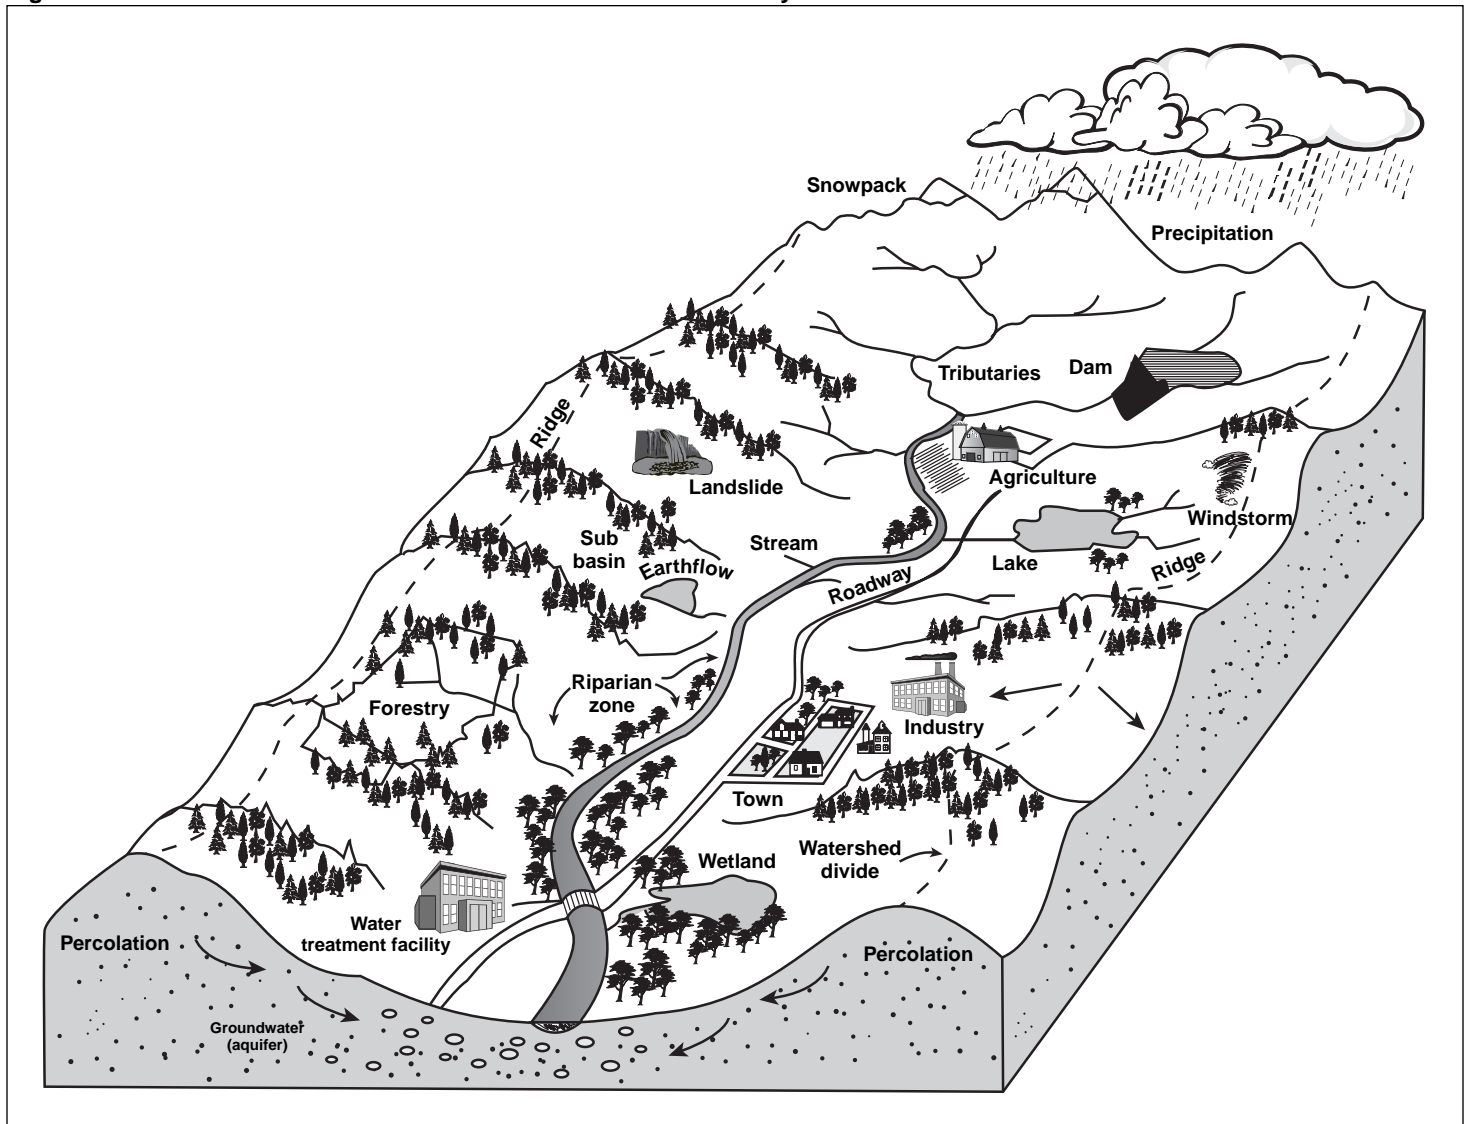 Snowpack
Precipitation
Tributaries
Dam
Ridge
Landslide
Agriculture
Windstorm
Sub
basin
Stream
Lake
Ridge
Earthflow
Roadway
Riparian
zone
Forestry
Industry
Town
Wetland
Watershed
divide
Water
treatment facility
Percolation
Percolation
Groundwater
(aquifer)